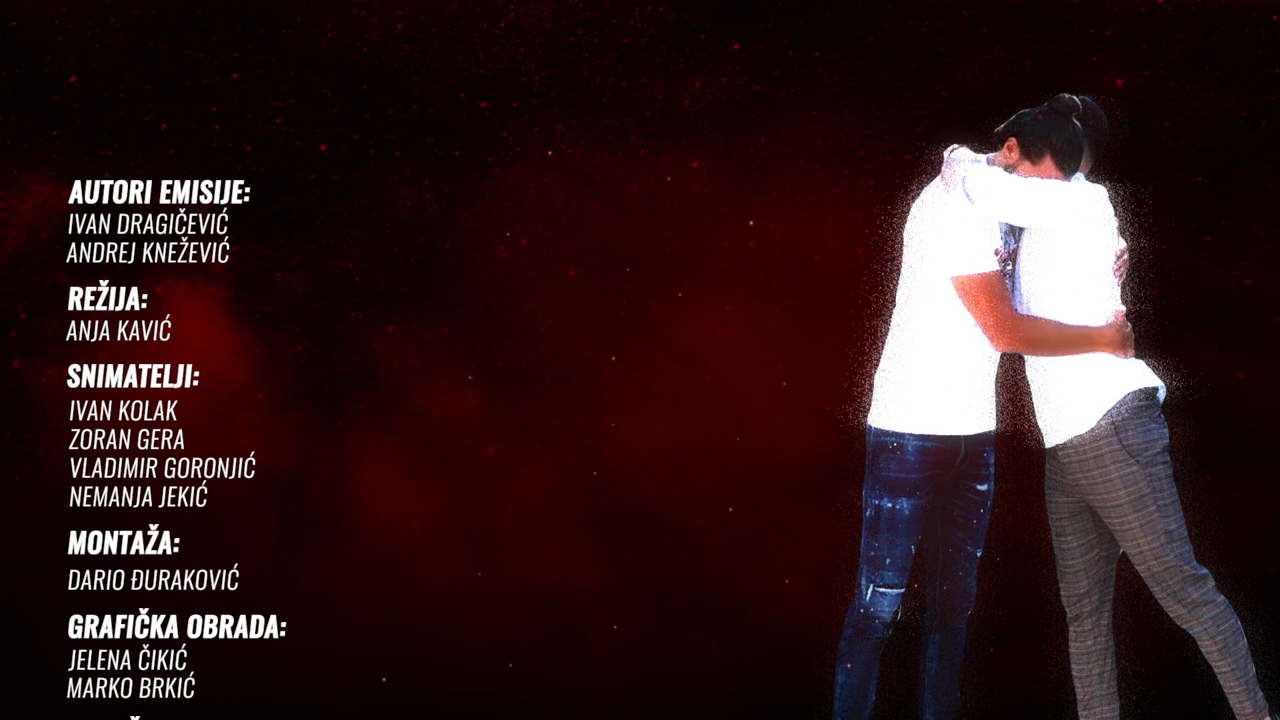 AUTORI EMISIJE:
IVAN DRAGIČEVIĆ
ANDREJ KNEŽEVIĆ
REŽIJA:
ANJA KAVIĆ
SNIMATELJI:
IVAN KOLAK
ZORAN GERA
VLADIMIR GORONJIĆ
NEMANJA JEKIĆ
MONTAŽA:
DARIO ĐURAKOVIĆ
GRAFIČKA OBRADA:
JELENA ČIKIĆ
MARKO BRKIĆ